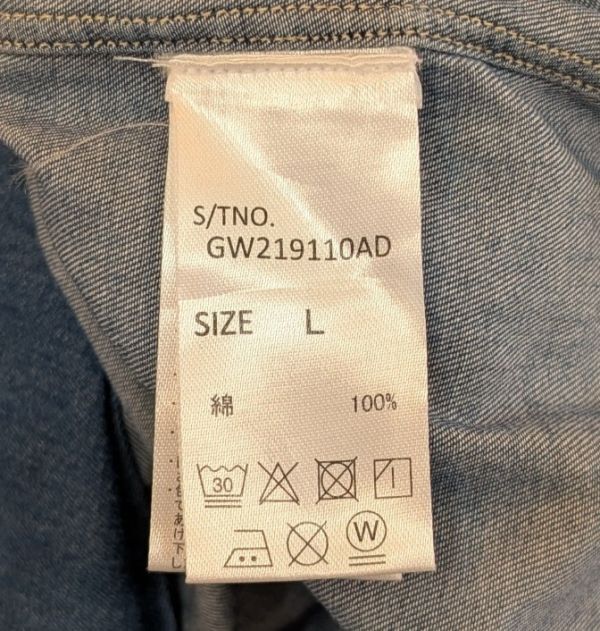 S/TNO.
GW219110AD
SIZE L
綿 100%
30
W